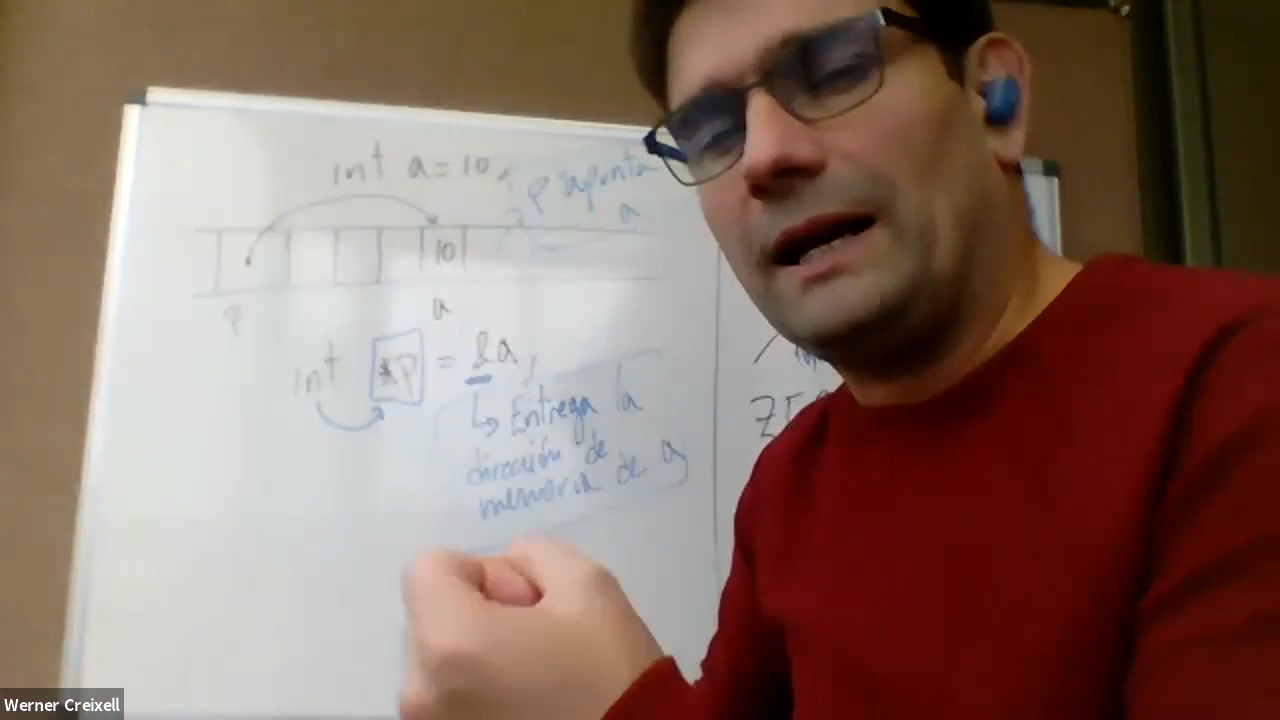 int a=10,
p apunta
a
10
p
a
int *p = &a,
↳ Entrega la
dirección de
memoria de a
Werner Creixell